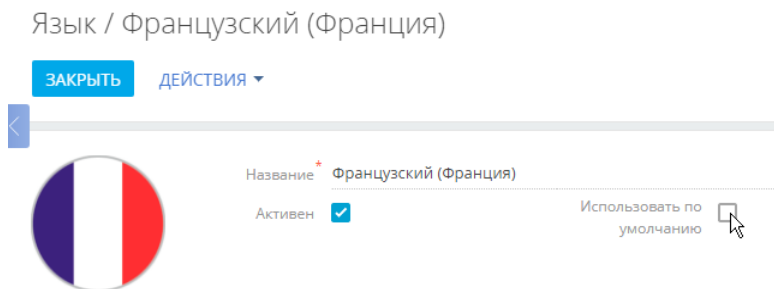 Язык / Французский (Франция)
ЗАКРЫТЬ ДЕЙСТВИЯ
Название* Французский (Франция)
Активен Использовать по
умолчанию